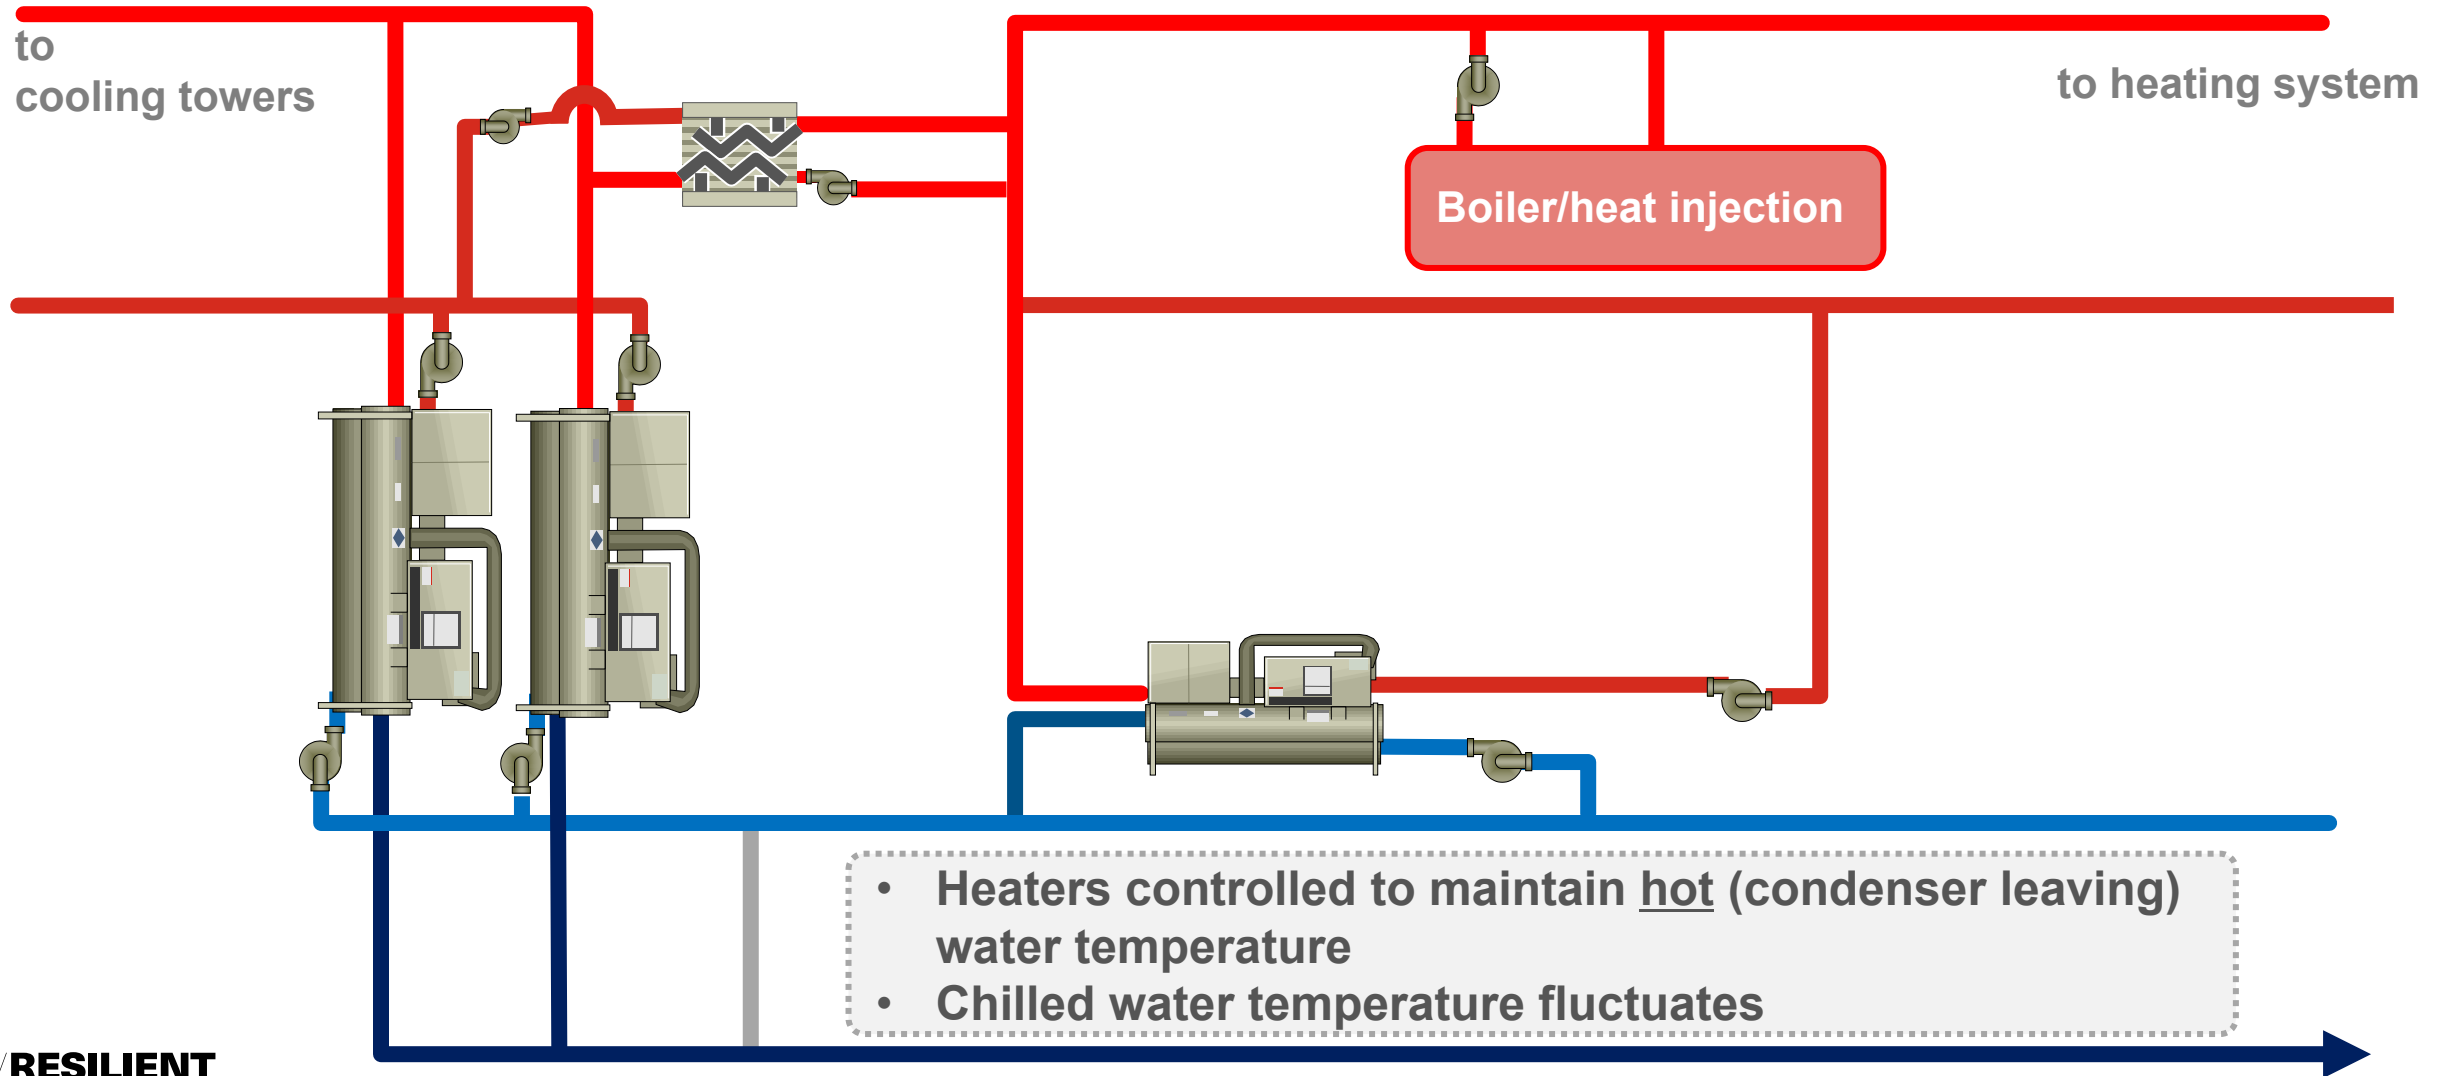 to
cooling towers
to heating system
Boiler/heat injection
• Heaters controlled to maintain hot (condenser leaving)
water temperature
• Chilled water temperature fluctuates
/RESILIENT